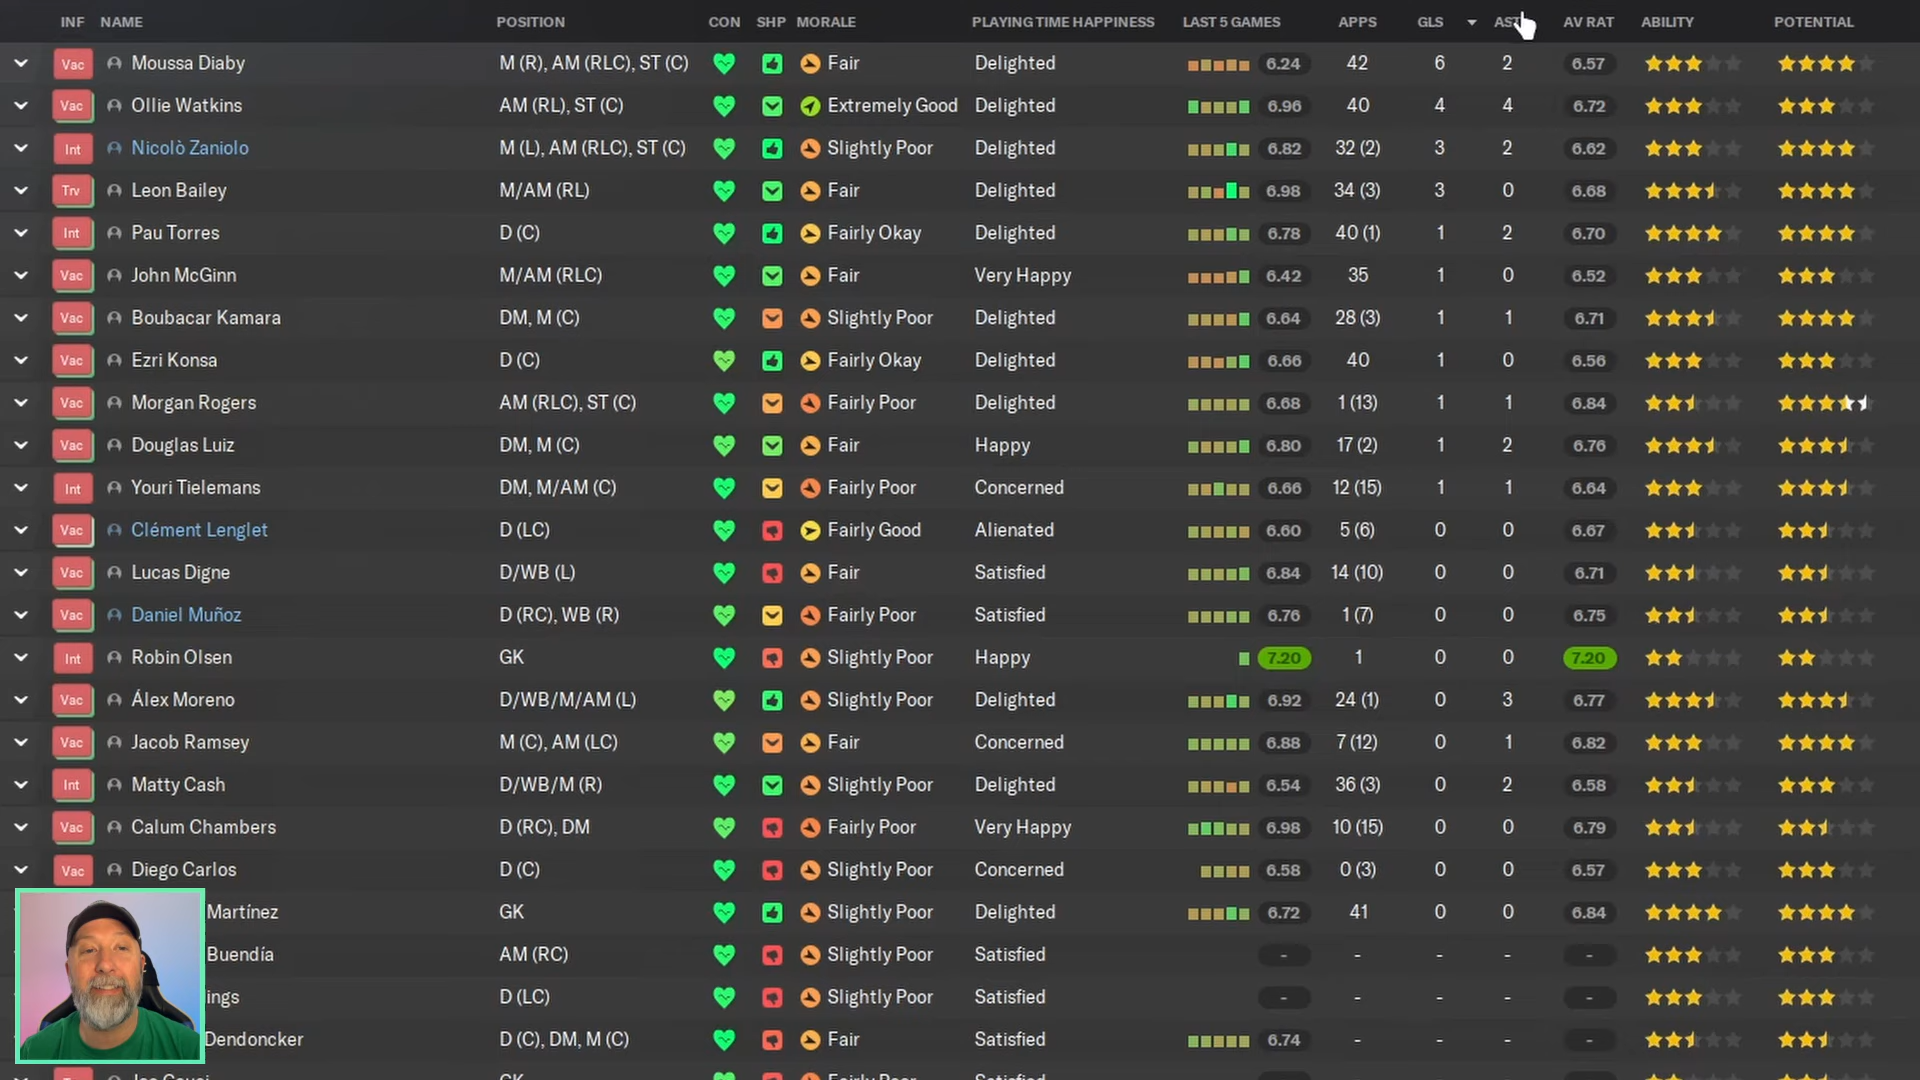 INF NAME POSITION CON SHP MORALE PLAYING TIME HAPPINESS LAST 5 GAMES APPS GLS AST AV RAT ABILITY POTENTIAL
Vac Moussa Diaby M (R), AM (RLC), ST (C) Fair Delighted 6.24 42 6 2 6.57
Vac Ollie Watkins AM (RL), ST (C) Extremely Good Delighted 6.96 40 4 4 6.72
Int Nicolò Zaniolo M (L), AM (RLC), ST (C) Slightly Poor Delighted 6.82 32 (2) 3 2 6.62
Trv Leon Bailey M/AM (RL) Fair Delighted 6.98 34 (3) 3 0 6.68
Int Pau Torres D (C) Fairly Okay Delighted 6.78 40 (1) 1 2 6.70
Vac John McGinn M/AM (RLC) Fair Very Happy 6.42 35 1 0 6.52
Vac Boubacar Kamara DM, M (C) Slightly Poor Delighted 6.64 28 (3) 1 1 6.71
Vac Ezri Konsa D (C) Fairly Okay Delighted 6.66 40 1 0 6.56
Vac Morgan Rogers AM (RLC), ST (C) Fairly Poor Delighted 6.68 1 (13) 1 1 6.84
Vac Douglas Luiz DM, M (C) Fair Happy 6.80 17 (2) 1 2 6.76
Int Youri Tielemans DM, M/AM (C) Fairly Poor Concerned 6.66 12 (15) 1 1 6.64
Vac Clément Lenglet D (LC) Fairly Good Alienated 6.60 5 (6) 0 0 6.67
Vac Lucas Digne D/WB (L) Fair Satisfied 6.84 14 (10) 0 0 6.71
Vac Daniel Muñoz D (RC), WB (R) Fairly Poor Satisfied 6.76 1 (7) 0 0 6.75
Int Robin Olsen GK Slightly Poor Happy 7.20 1 0 0 7.20
Vac Álex Moreno D/WB/M/AM (L) Slightly Poor Delighted 6.92 24 (1) 0 3 6.77
Vac Jacob Ramsey M (C), AM (LC) Fair Concerned 6.88 7 (12) 0 1 6.82
Int Matty Cash D/WB/M (R) Slightly Poor Delighted 6.54 36 (3) 0 2 6.58
Vac Calum Chambers D (RC), DM Fairly Poor Very Happy 6.98 10 (15) 0 0 6.79
Vac Diego Carlos D (C) Slightly Poor Concerned 6.58 0 (3) 0 0 6.57
Martínez GK Slightly Poor Delighted 6.72 41 0 0 6.84
Buendía AM (RC) Slightly Poor Satisfied - - - - -
ings D (LC) Slightly Poor Satisfied - - - - -
Dendoncker D (C), DM, M (C) Fair Satisfied 6.74 - - - -